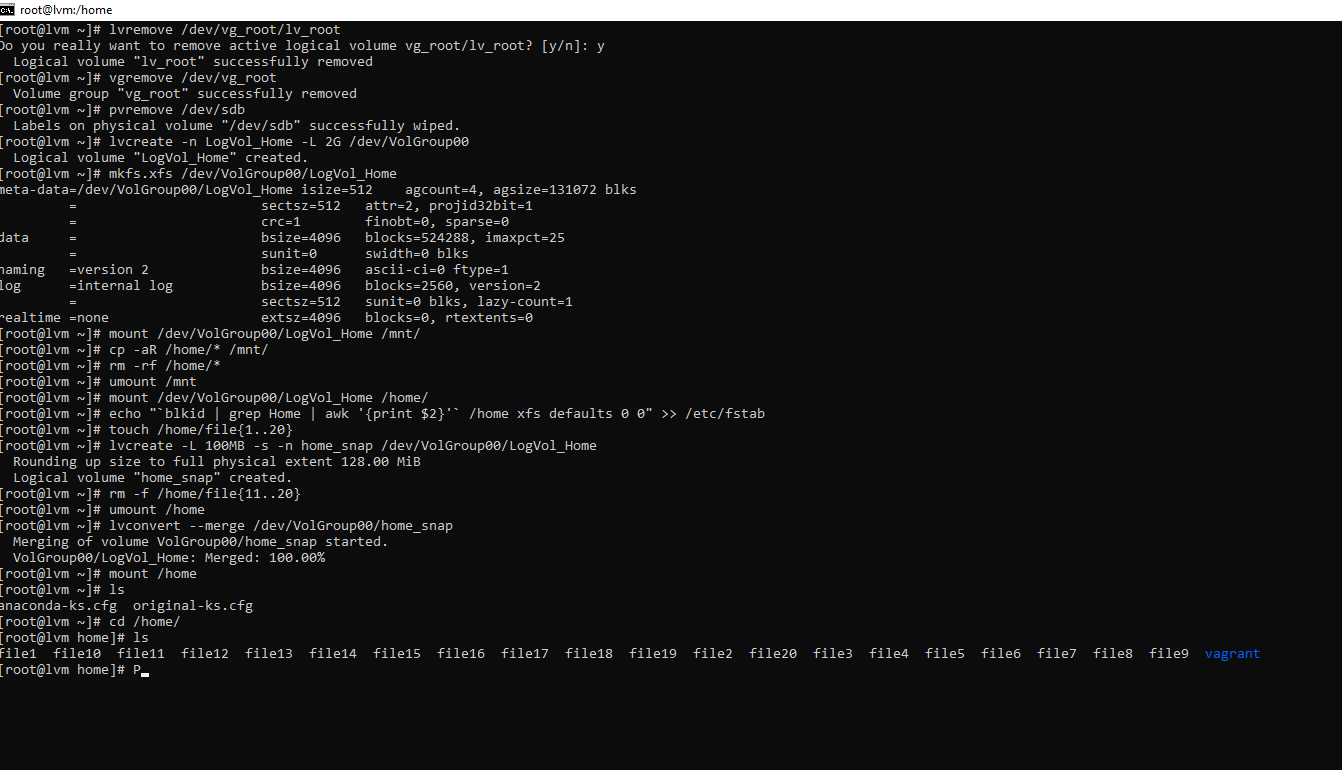 root@lvm:/home
[root@lvm ~]# lvremove /dev/vg_root/lv_root
Do you really want to remove active logical volume vg_root/lv_root? [y/n]: y
  Logical volume "lv_root" successfully removed
[root@lvm ~]# vgremove /dev/vg_root
  Volume group "vg_root" successfully removed
[root@lvm ~]# pvremove /dev/sdb
  Labels on physical volume "/dev/sdb" successfully wiped.
[root@lvm ~]# lvcreate -n LogVol_Home -L 2G /dev/VolGroup00
  Logical volume "LogVol_Home" created.
[root@lvm ~]# mkfs.xfs /dev/VolGroup00/LogVol_Home
meta-data=/dev/VolGroup00/LogVol_Home isize=512    agcount=4, agsize=131072 blks
         =                       sectsz=512   attr=2, projid32bit=1
         =                       crc=1        finobt=0, sparse=0
data     =                       bsize=4096   blocks=524288, imaxpct=25
         =                       sunit=0      swidth=0 blks
naming   =version 2              bsize=4096   ascii-ci=0 ftype=1
log      =internal log           bsize=4096   blocks=2560, version=2
         =                       sectsz=512   sunit=0 blks, lazy-count=1
realtime =none                   extsz=4096   blocks=0, rtextents=0
[root@lvm ~]# mount /dev/VolGroup00/LogVol_Home /mnt/
[root@lvm ~]# cp -aR /home/* /mnt/
[root@lvm ~]# rm -rf /home/*
[root@lvm ~]# umount /mnt
[root@lvm ~]# mount /dev/VolGroup00/LogVol_Home /home/
[root@lvm ~]# echo "`blkid | grep Home | awk '{print $2}'` /home xfs defaults 0 0" >> /etc/fstab
[root@lvm ~]# touch /home/file{1..20}
[root@lvm ~]# lvcreate -L 100MB -s -n home_snap /dev/VolGroup00/LogVol_Home
  Rounding up size to full physical extent 128.00 MiB
  Logical volume "home_snap" created.
[root@lvm ~]# rm -f /home/file{11..20}
[root@lvm ~]# umount /home
[root@lvm ~]# lvconvert --merge /dev/VolGroup00/home_snap
  Merging of volume VolGroup00/home_snap started.
  VolGroup00/LogVol_Home: Merged: 100.00%
[root@lvm ~]# mount /home
[root@lvm ~]# ls
anaconda-ks.cfg  original-ks.cfg
[root@lvm ~]# cd /home/
[root@lvm home]# ls
file1  file10  file11  file12  file13  file14  file15  file16  file17  file18  file19  file2  file20  file3  file4  file5  file6  file7  file8  file9  vagrant
[root@lvm home]# P